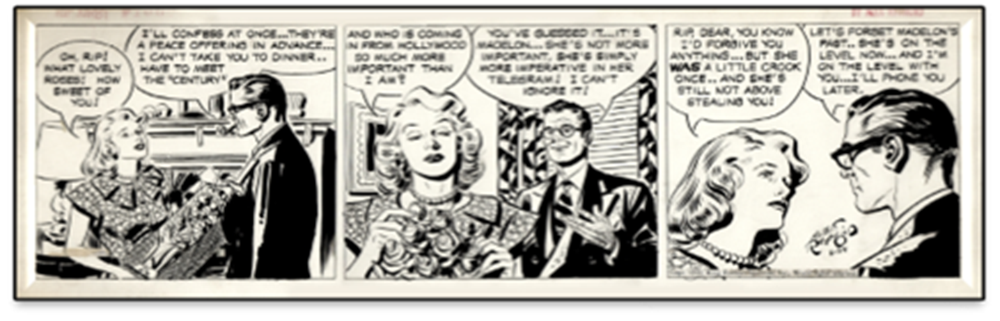 OH, RIP!
WHAT LOVELY
ROSES! HOW
SWEET OF
YOU!
I'LL CONFESS AT ONCE...THEY'RE
A PEACE OFFERING IN ADVANCE...
I CAN'T TAKE YOU TO DINNER..
HAVE TO MEET
THE "CENTURY"
AND WHO IS COMING
IN FROM HOLLYWOOD
SO MUCH MORE
IMPORTANT THAN
I AM?
YOU'VE GUESSED IT...IT'S
MADELON...SHE'S NOT MORE
IMPORTANT, SHE'S SIMPLY
MORE IMPERATIVE IN HER
TELEGRAM! I CAN'T
IGNORE IT!
RIP, DEAR, YOU KNOW
I'D FORGIVE YOU
ANYTHING...BUT SHE
WAS A LITTLE CROOK
ONCE.. AND SHE'S
STILL NOT ABOVE
STEALING YOU!
LET'S FORGET MADELON'S
PAST.. SHE'S ON THE
LEVEL NOW...AND I'M
ON THE LEVEL WITH
YOU...I'LL PHONE YOU
LATER.